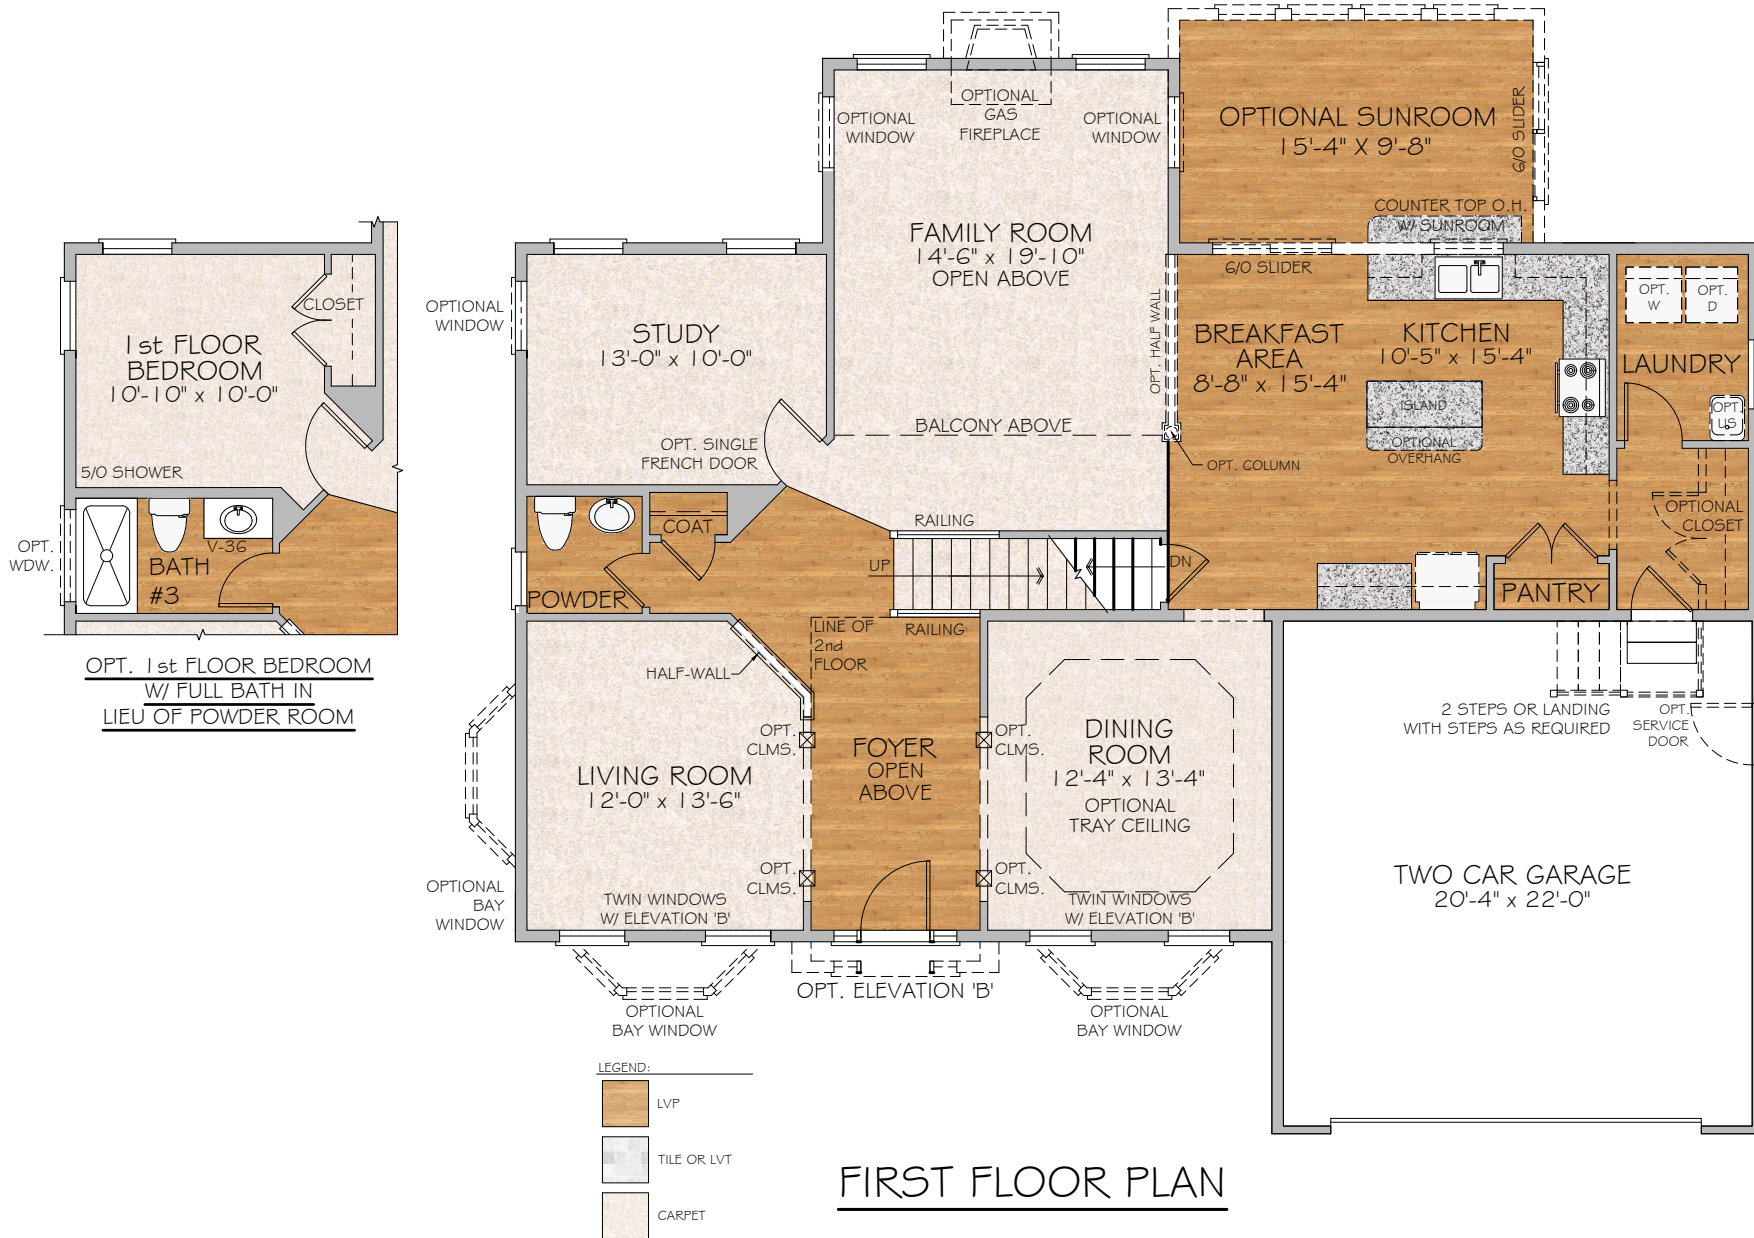 OPTIONAL
GAS
FIREPLACE
OPTIONAL
WINDOW
OPTIONAL
WINDOW
OPTIONAL SUNROOM
15'-4" X 9'-8"
6/0 SLIDER
COUNTER TOP O.H.
W/ SUNROOM
6/0 SLIDER
FAMILY ROOM
14'-6" x 19'-10"
OPEN ABOVE
OPT. HALF WALL
BALCONY ABOVE
OPT. COLUMN
CLOSET
1st FLOOR
BEDROOM
10'-10" x 10'-0"
5/0 SHOWER
OPT.
WDW.
V-36
BATH
#3
OPT. 1st FLOOR BEDROOM
W/ FULL BATH IN
LIEU OF POWDER ROOM
OPTIONAL
WINDOW
STUDY
13'-0" x 10'-0"
OPT. SINGLE
FRENCH DOOR
BREAKFAST
AREA
8'-8" x 15'-4"
KITCHEN
10'-5" x 15'-4"
ISLAND
OPTIONAL
OVERHANG
OPT.
W
OPT.
D
LAUNDRY
OPT.
US
OPTIONAL
CLOSET
PANTRY
COAT
POWDER
RAILING
UP
DN
RAILING
LINE OF
2nd
FLOOR
HALF-WALL
LIVING ROOM
12'-0" x 13'-6"
OPT.
CLMS.
OPT.
CLMS.
TWIN WINDOWS
W/ ELEVATION 'B'
OPTIONAL
BAY
WINDOW
FOYER
OPEN
ABOVE
OPT.
CLMS.
OPT.
CLMS.
DINING
ROOM
12'-4" x 13'-4"
OPTIONAL
TRAY CEILING
TWIN WINDOWS
W/ ELEVATION 'B'
2 STEPS OR LANDING
WITH STEPS AS REQUIRED
OPT.
SERVICE
DOOR
TWO CAR GARAGE
20'-4" x 22'-0"
OPT. ELEVATION 'B'
OPTIONAL
BAY WINDOW
OPTIONAL
BAY WINDOW
LEGEND:
LVP
TILE OR LVT
CARPET
FIRST FLOOR PLAN